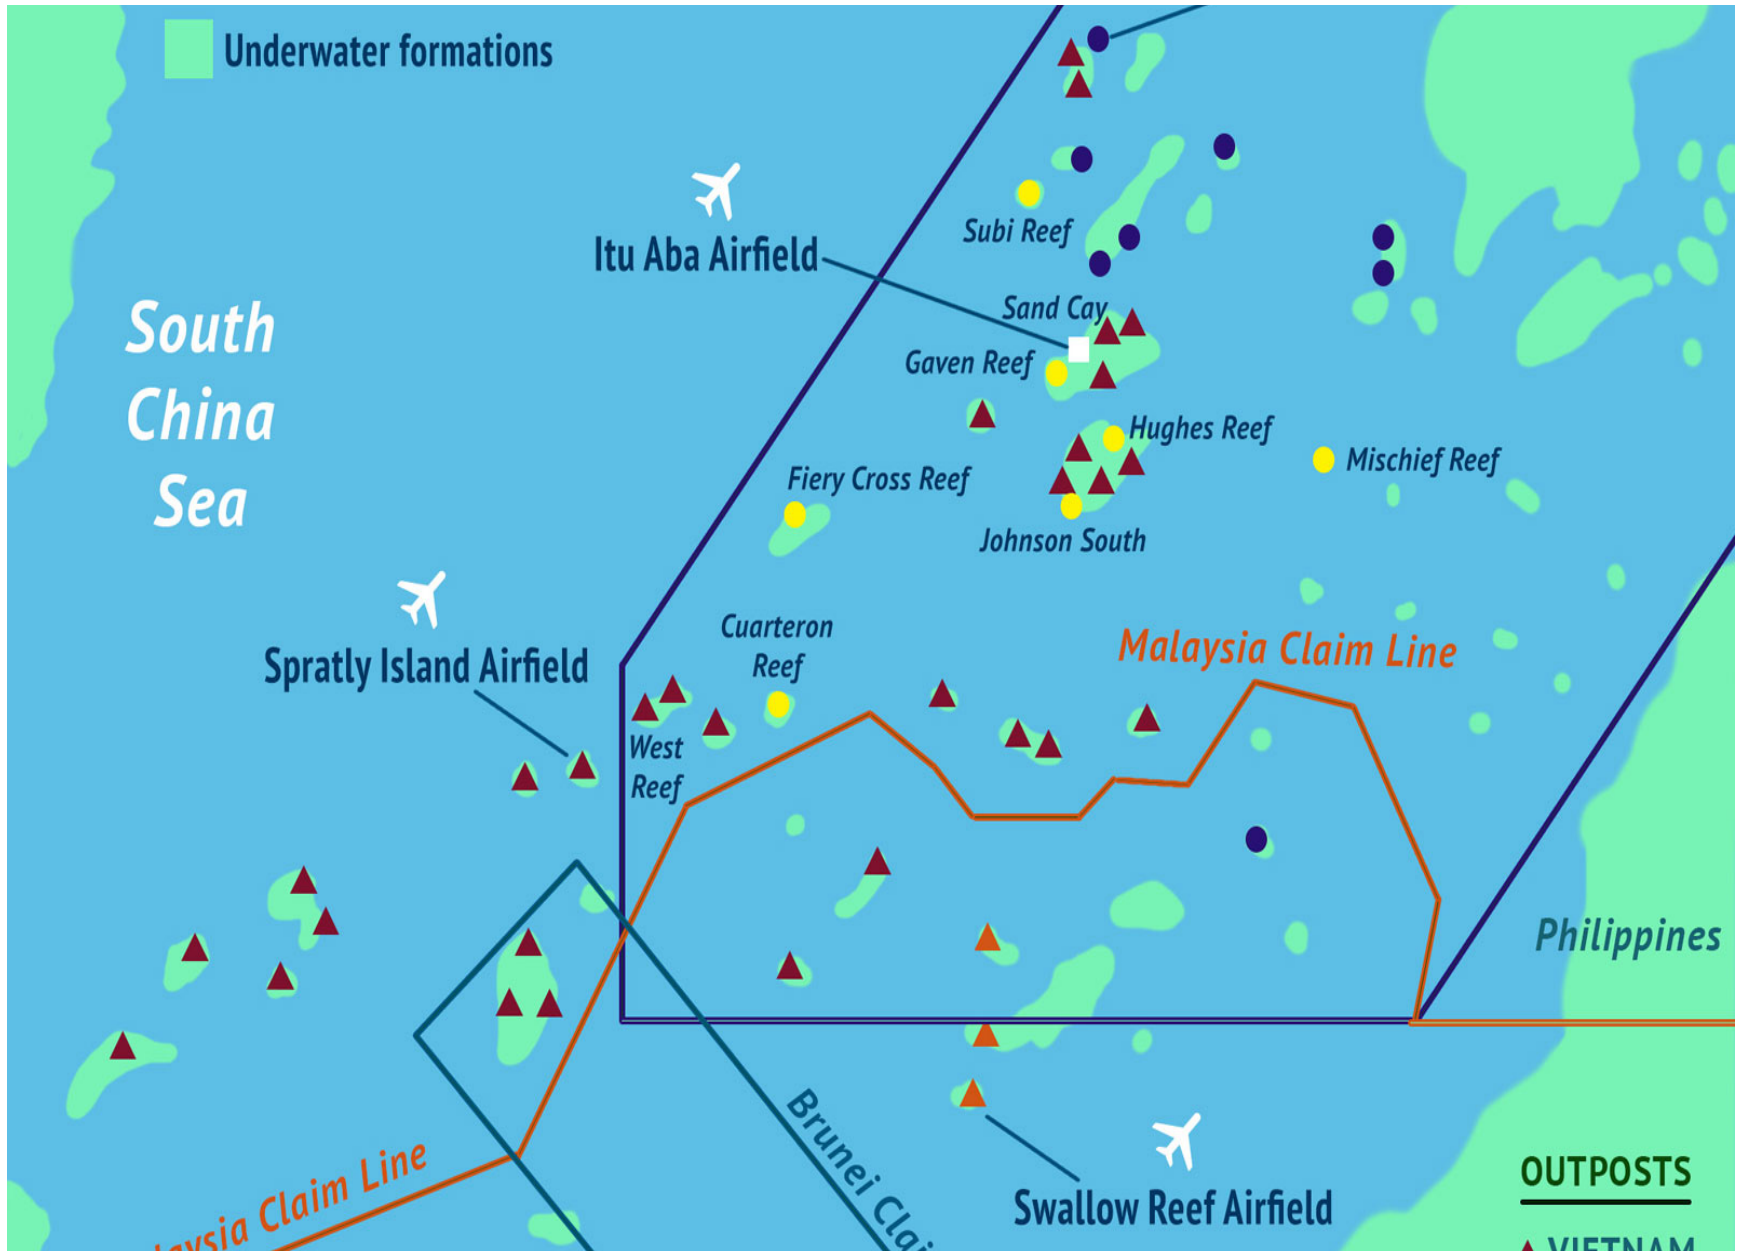 Underwater formations
Subi Reef
Itu Aba Airfield
Sand Cay
South
China
Sea
Gaven Reef
Hughes Reef
Mischief Reef
Fiery Cross Reef
Johnson South
Cuarteron
Reef
Malaysia Claim Line
Spratly Island Airfield
West
Reef
Philippines
Brunei Clai
laysia Claim Line
Swallow Reef Airfield
OUTPOSTS
VIETNAM